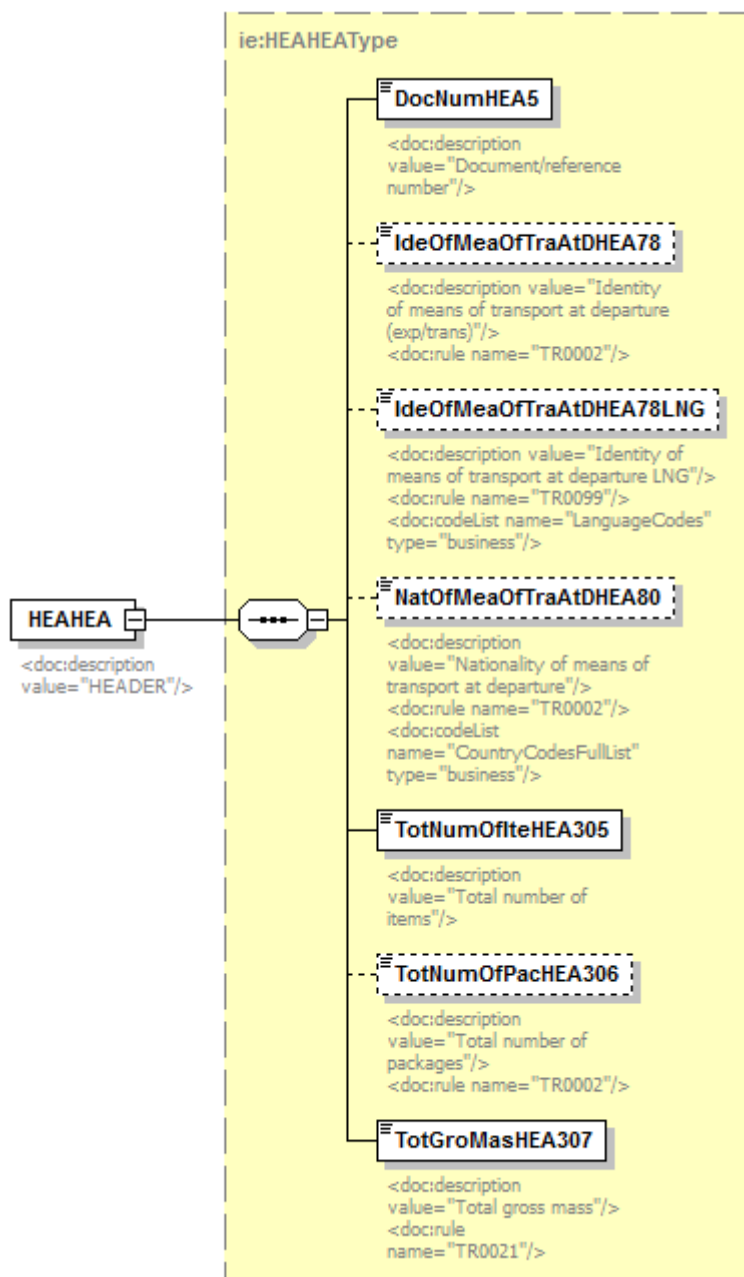 ie:HEAHEAType
DocNumHEA5
<doc:description
value="Document/reference
number"/>
IdeOfMeaOfTraAtDHEA78
<doc:description value="Identity
of means of transport at departure
(exp/trans)"/>
<doc:rule name="TR0002"/>
IdeOfMeaOfTraAtDHEA78LNG
<doc:description value="Identity of
means of transport at departure LNG"/>
<doc:rule name="TR0099"/>
<doc:codeList name="LanguageCodes"
type="business"/>
HEAHEA
<doc:description
value="HEADER"/>
NatOfMeaOfTraAtDHEA80
<doc:description
value="Nationality of means of
transport at departure"/>
<doc:rule name="TR0002"/>
<doc:codeList
name="CountryCodesFullList"
type="business"/>
TotNumOfIteHEA305
<doc:description
value="Total number of
items"/>
TotNumOfPacHEA306
<doc:description
value="Total number of
packages"/>
<doc:rule name="TR0002"/>
TotGroMasHEA307
<doc:description
value="Total gross mass"/>
<doc:rule
name="TR0021"/>